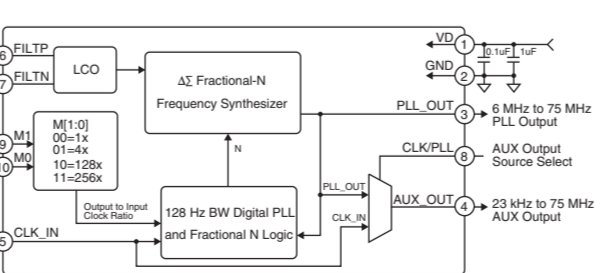 VD
1
0.1uF
1uF
GND
2
6
FILTP
7
FILTN
LCO
ΔΣ Fractional-N
Frequency Synthesizer
PLL_OUT
3
6 MHz to 75 MHz
PLL Output
M[1:0]
00=1x
01=4x
10=128x
11=256x
9
M1
10
M0
N
CLK/PLL
8
AUX Output
Source Select
PLL_OUT
CLK_IN
AUX_OUT
4
23 kHz to 75 MHz
AUX Output
Output to Input
Clock Ratio
128 Hz BW Digital PLL
and Fractional N Logic
5
CLK_IN